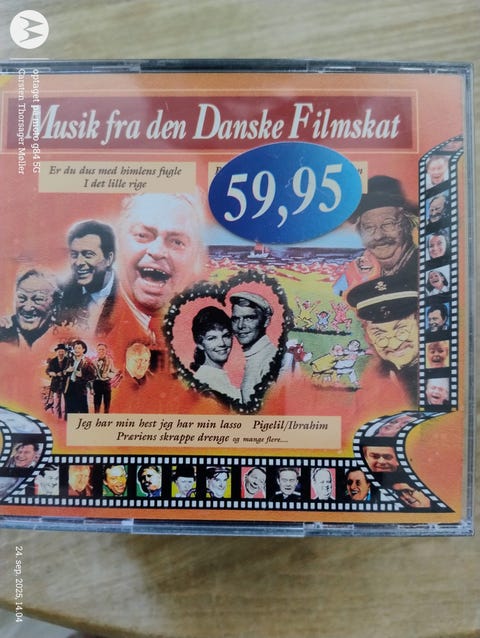 Musik fra den Danske Filmskat
Er du dus med himlens fugle
I det lille rige
59,95
Jeg har min hest jeg har min lasso Pigelil/Ibrahim
Præriens skrappe drenge og mange flere....
optaget på moto g84 5G
Carsten Thorsager Møller
24. sep. 2025, 14.04